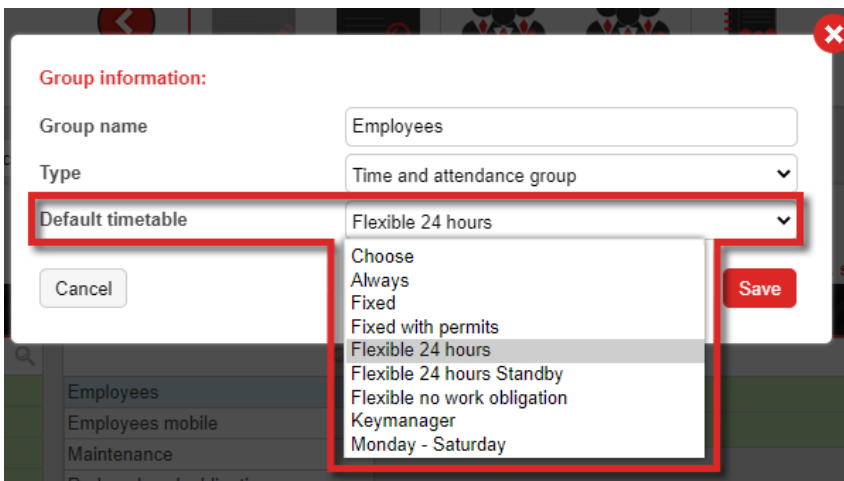 Group information:
Group name Employees
Type Time and attendance group
Default timetable Flexible 24 hours
Choose
Always
Fixed
Fixed with permits
Flexible 24 hours
Flexible 24 hours Standby
Flexible no work obligation
Keymanager
Monday - Saturday
Cancel
Save
Employees
Employees mobile
Maintenance